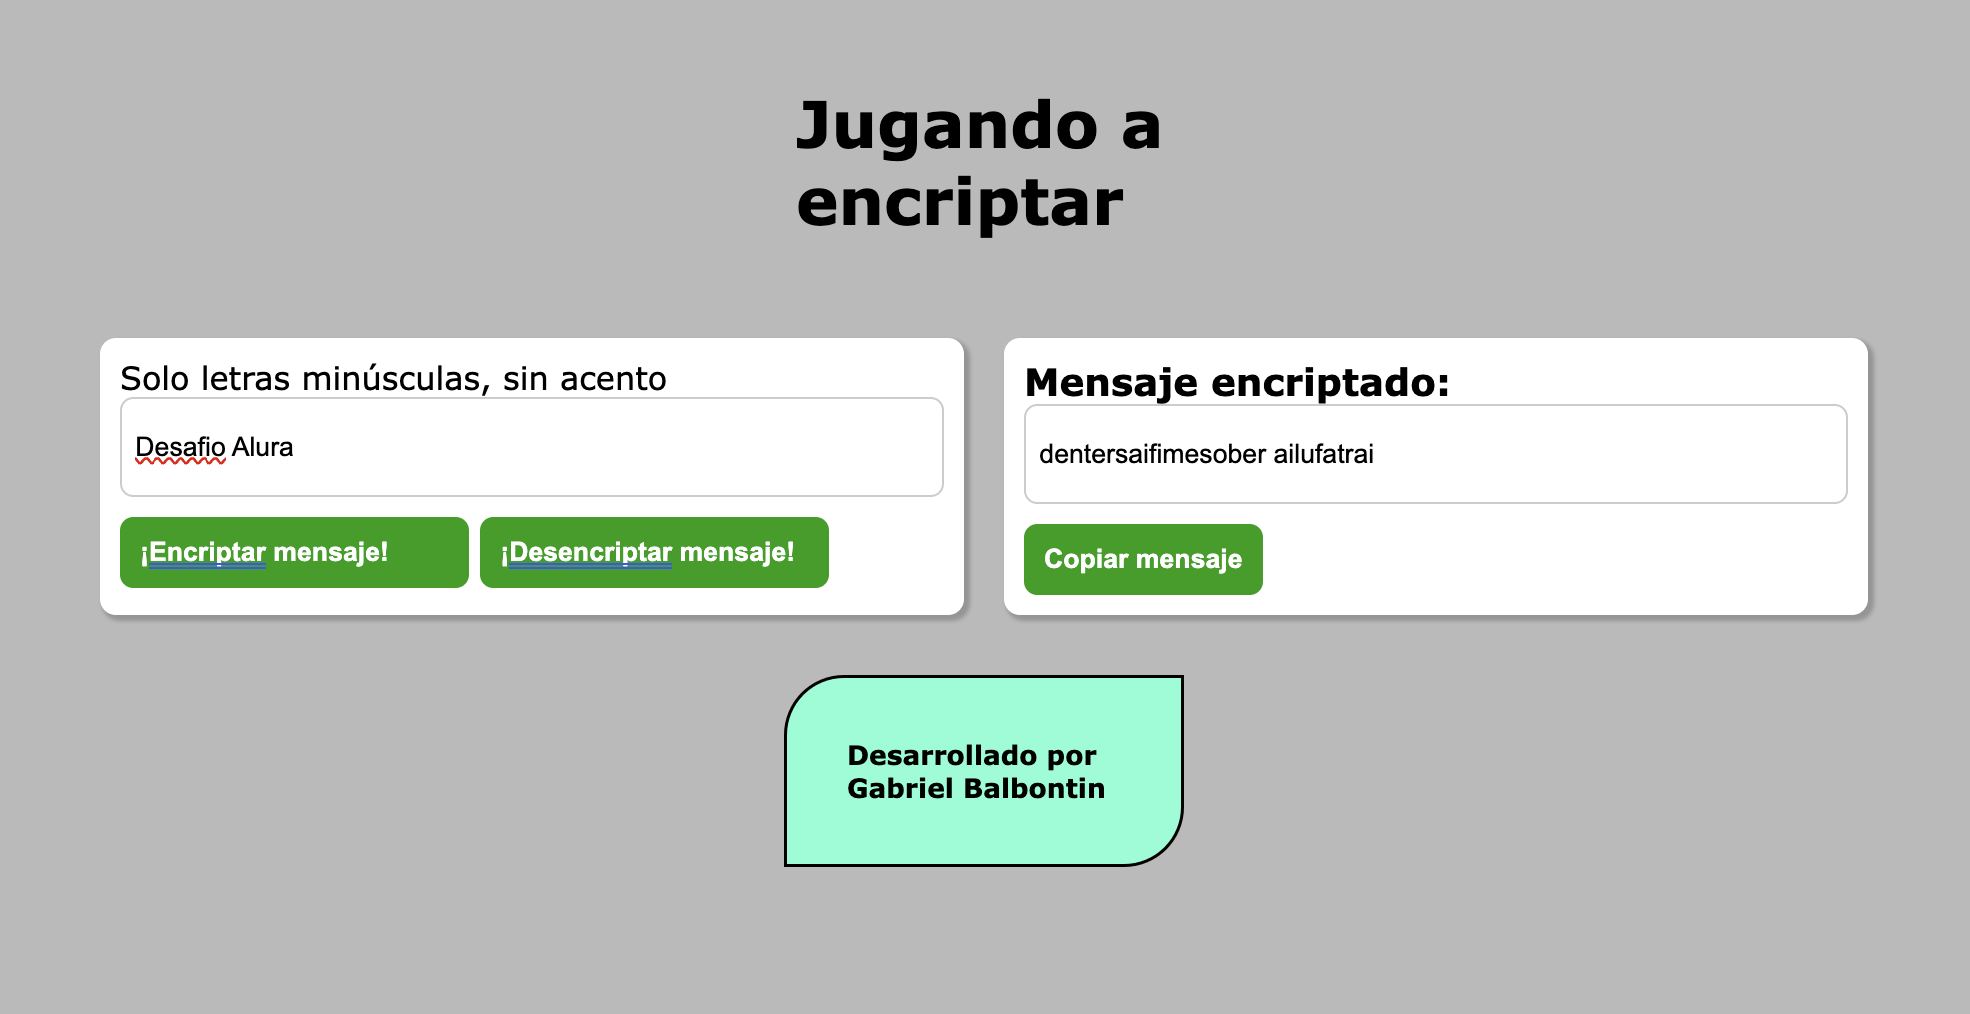 Jugando a
encriptar
Solo letras minúsculas, sin acento
Desafio Alura
¡Encriptar mensaje!
¡Desencriptar mensaje!
Mensaje encriptado:
dentersaifimesober ailufatrai
Copiar mensaje
Desarrollado por
Gabriel Balbontin